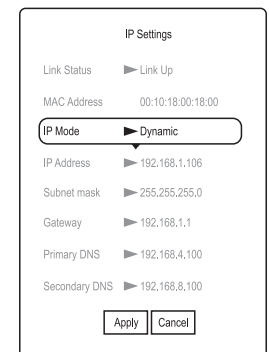 IP Settings
Link Status ▶ Link Up
MAC Address 00:10:18:00:18:00
IP Mode ▶ Dynamic
IP Address ▶ 192.168.1.106
Subnet mask ▶ 255.255.255.0
Gateway ▶ 192.168.1.1
Primary DNS ▶ 192.168.4.100
Secondary DNS ▶ 192.168.8.100
Apply Cancel